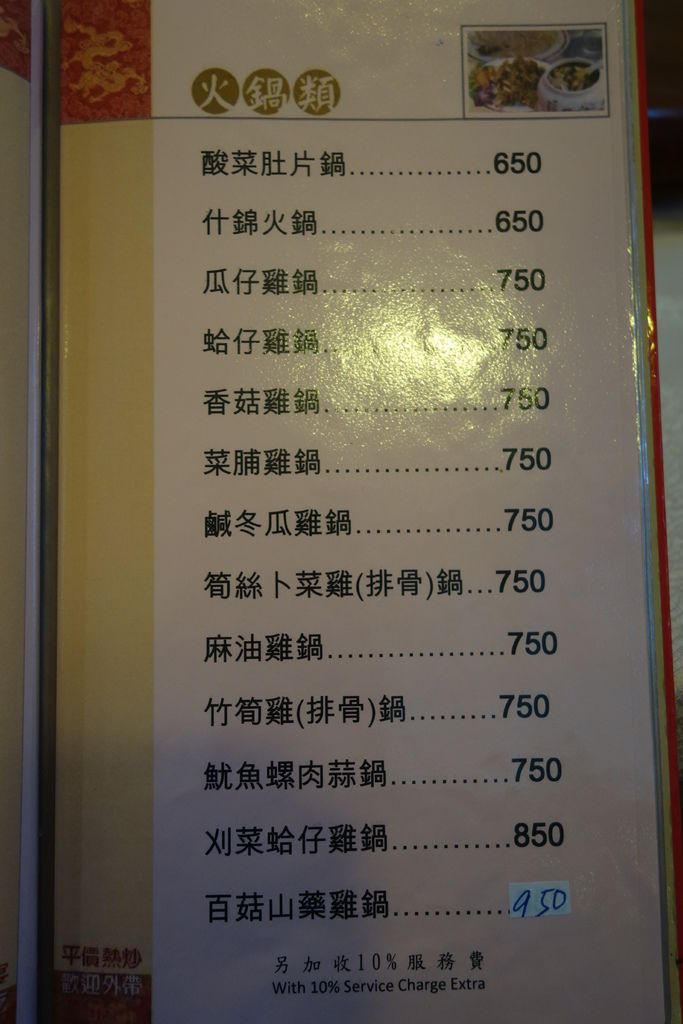 火鍋類
酸菜肚片鍋...............650
什錦火鍋..................650
瓜仔雞鍋..................750
蛤仔雞鍋..................750
香菇雞鍋..................750
菜脯雞鍋..................750
鹹冬瓜雞鍋...............750
筍絲卜菜雞(排骨)鍋...750
麻油雞鍋..................750
竹筍雞(排骨)鍋.........750
魷魚螺肉蒜鍋............750
刈菜蛤仔雞鍋............850
百菇山藥雞鍋............950
另加收10%服務費
With 10% Service Charge Extra
平價熱炒
歡迎外帶